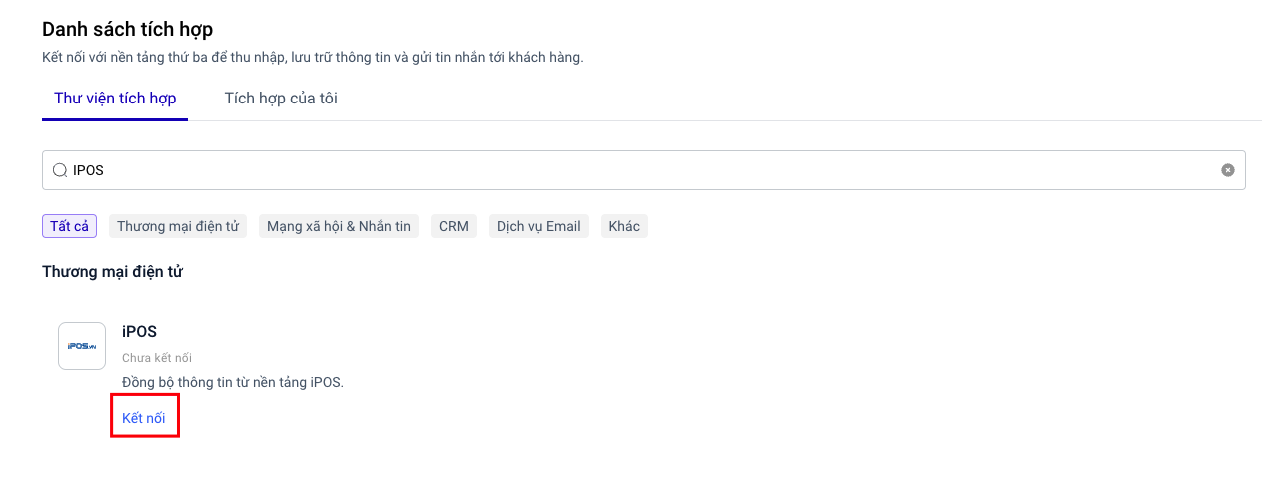 Danh sách tích hợp
Kết nối với nền tảng thứ ba để thu nhập, lưu trữ thông tin và gửi tin nhắn tới khách hàng.
Thư viện tích hợp Tích hợp của tôi
IPOS
Tất cả Thương mại điện tử Mạng xã hội & Nhắn tin CRM Dịch vụ Email Khác
Thương mại điện tử
iPOS
iPOS.VN
Chưa kết nối
Đồng bộ thông tin từ nền tảng iPOS.
Kết nối